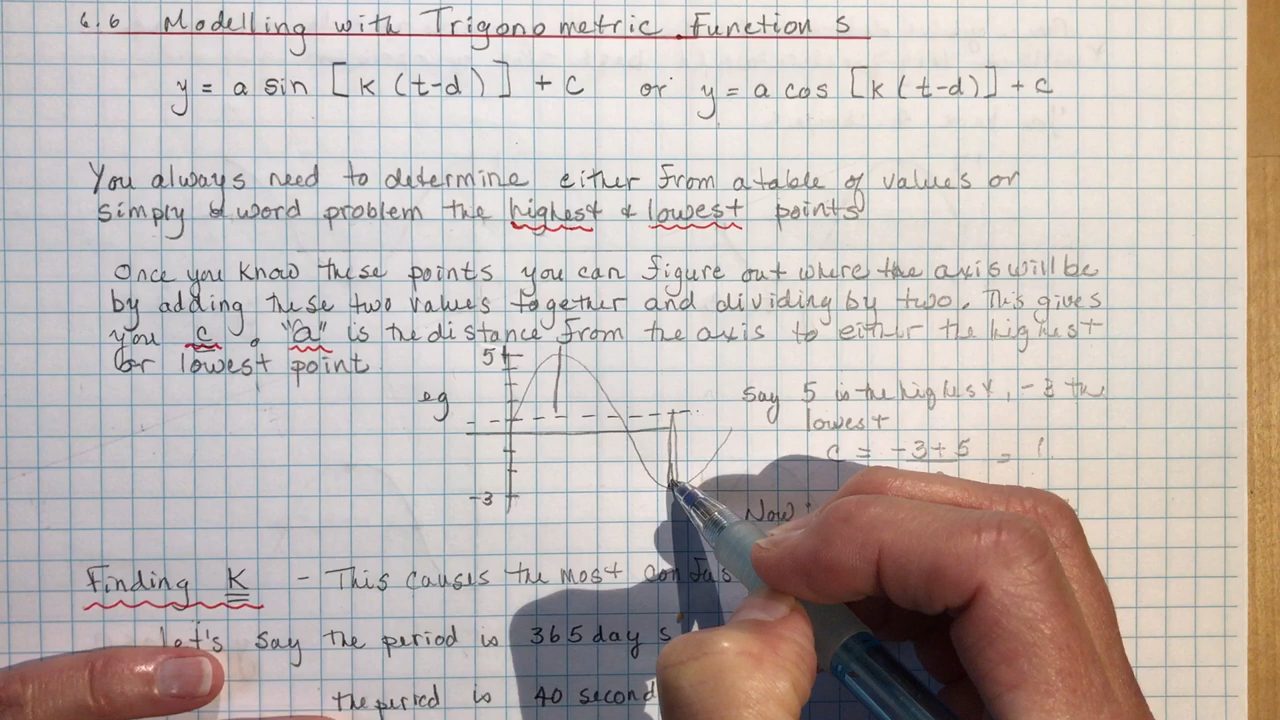 6.6 Modelling with Trigonometric Functions
y = a sin [k(t-d)] + c or y = a cos [k(t-d)] + c
You always need to determine either from a table of values or
simply word problem the highest & lowest points
Once you know these points you can figure out where the axis will be
by adding these two values together and dividing by two. This gives
you c. "a" is the distance from the axis to either the highest
or lowest point.
5
eg
say 5 is the highest, -3 the
lowest
c = -3+5 = 1
-3
Now
Finding K - This causes the most
let's say the period is 365 days
the period is 40 second